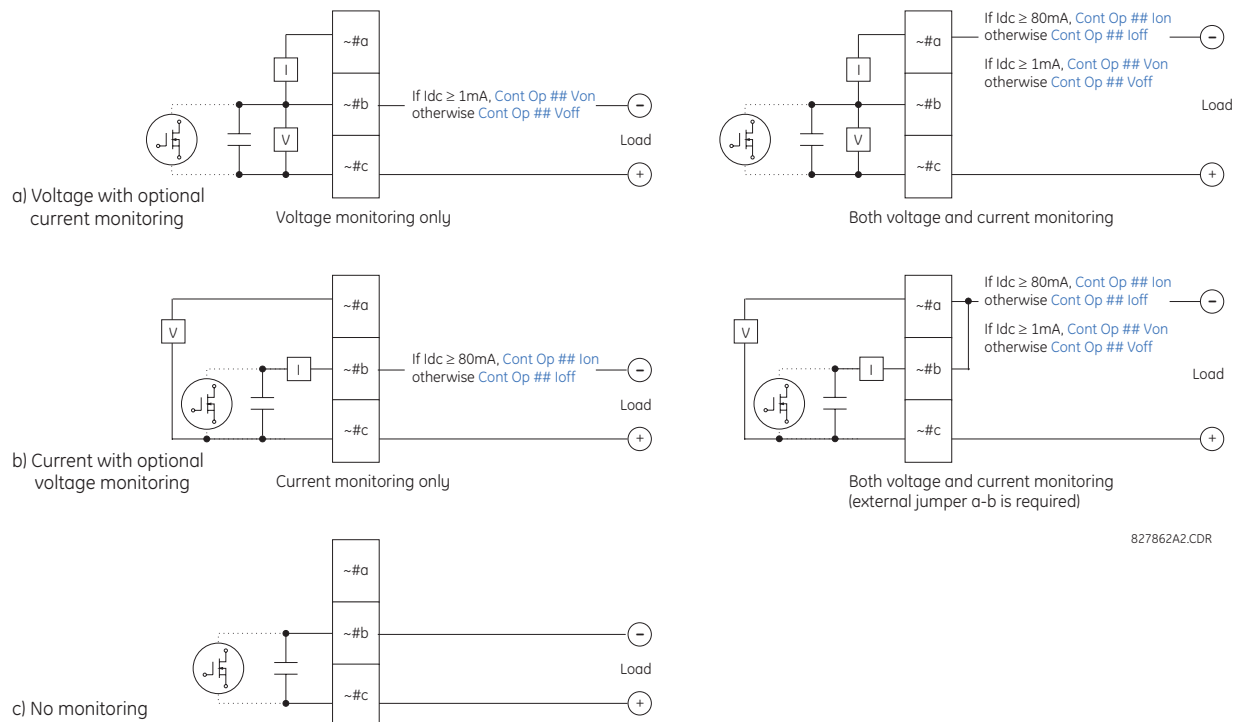 ~#a
I
~#b
V
~#c
If Idc ≥ 1mA, Cont Op ## Von
otherwise Cont Op ## Voff
−
Load
+
a) Voltage with optional
current monitoring
Voltage monitoring only
~#a
I
~#b
V
~#c
If Idc ≥ 80mA, Cont Op ## Ion
otherwise Cont Op ## Ioff
If Idc ≥ 1mA, Cont Op ## Von
otherwise Cont Op ## Voff
−
Load
+
Both voltage and current monitoring
~#a
V
I
~#b
~#c
If Idc ≥ 80mA, Cont Op ## Ion
otherwise Cont Op ## Ioff
−
Load
+
b) Current with optional
voltage monitoring
Current monitoring only
~#a
V
I
~#b
~#c
If Idc ≥ 80mA, Cont Op ## Ion
otherwise Cont Op ## Ioff
If Idc ≥ 1mA, Cont Op ## Von
otherwise Cont Op ## Voff
−
Load
+
Both voltage and current monitoring
(external jumper a-b is required)
827862A2.CDR
~#a
~#b
~#c
−
Load
+
c) No monitoring